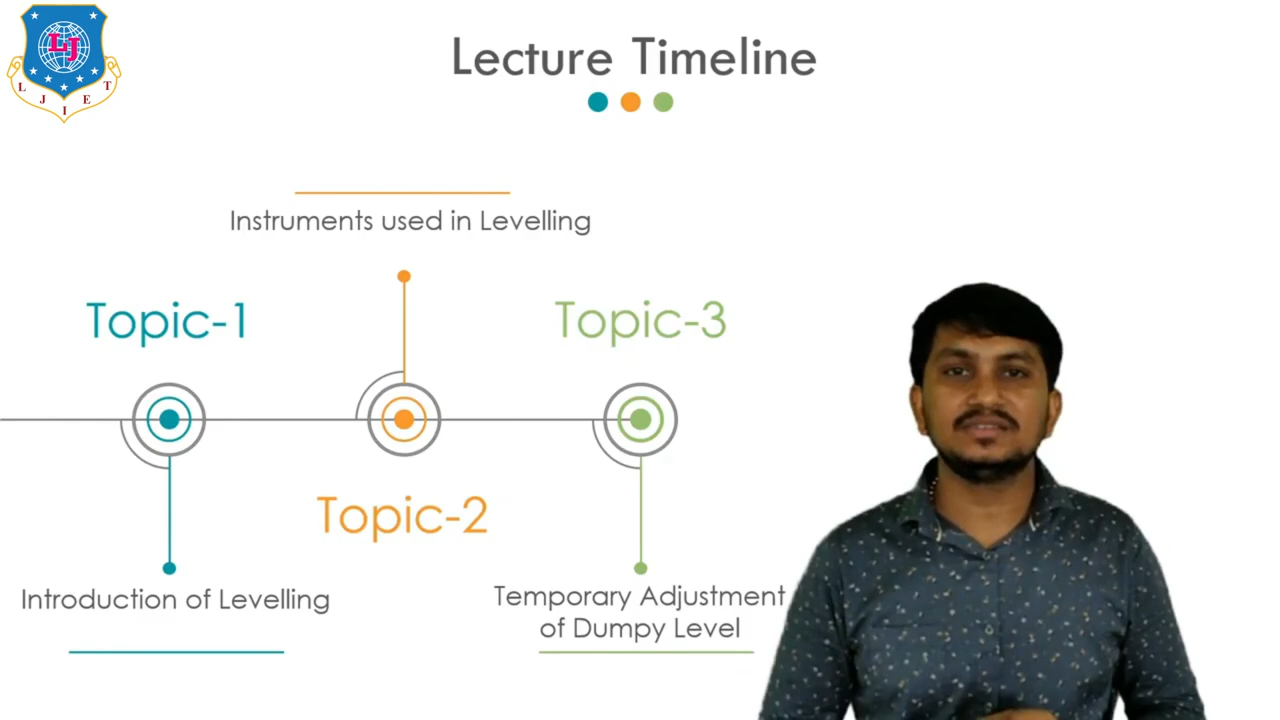 LJ
L J I E T
Lecture Timeline
Instruments used in Levelling
Topic-1
Topic-3
Topic-2
Introduction of Levelling
Temporary Adjustment
of Dumpy Level